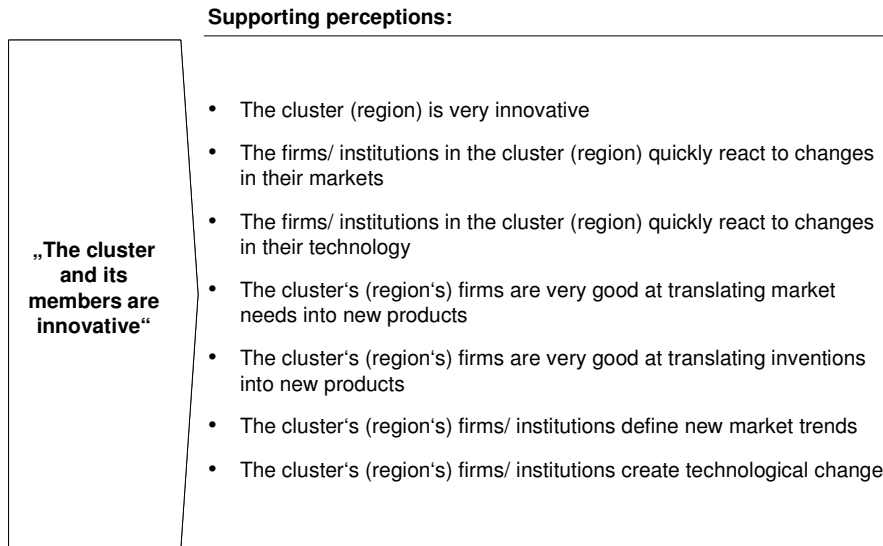 Supporting perceptions:
„The cluster
and its
members are
innovative“
• The cluster (region) is very innovative
• The firms/ institutions in the cluster (region) quickly react to changes
in their markets
• The firms/ institutions in the cluster (region) quickly react to changes
in their technology
• The cluster‘s (region‘s) firms are very good at translating market
needs into new products
• The cluster‘s (region‘s) firms are very good at translating inventions
into new products
• The cluster‘s (region‘s) firms/ institutions define new market trends
• The cluster‘s (region‘s) firms/ institutions create technological change